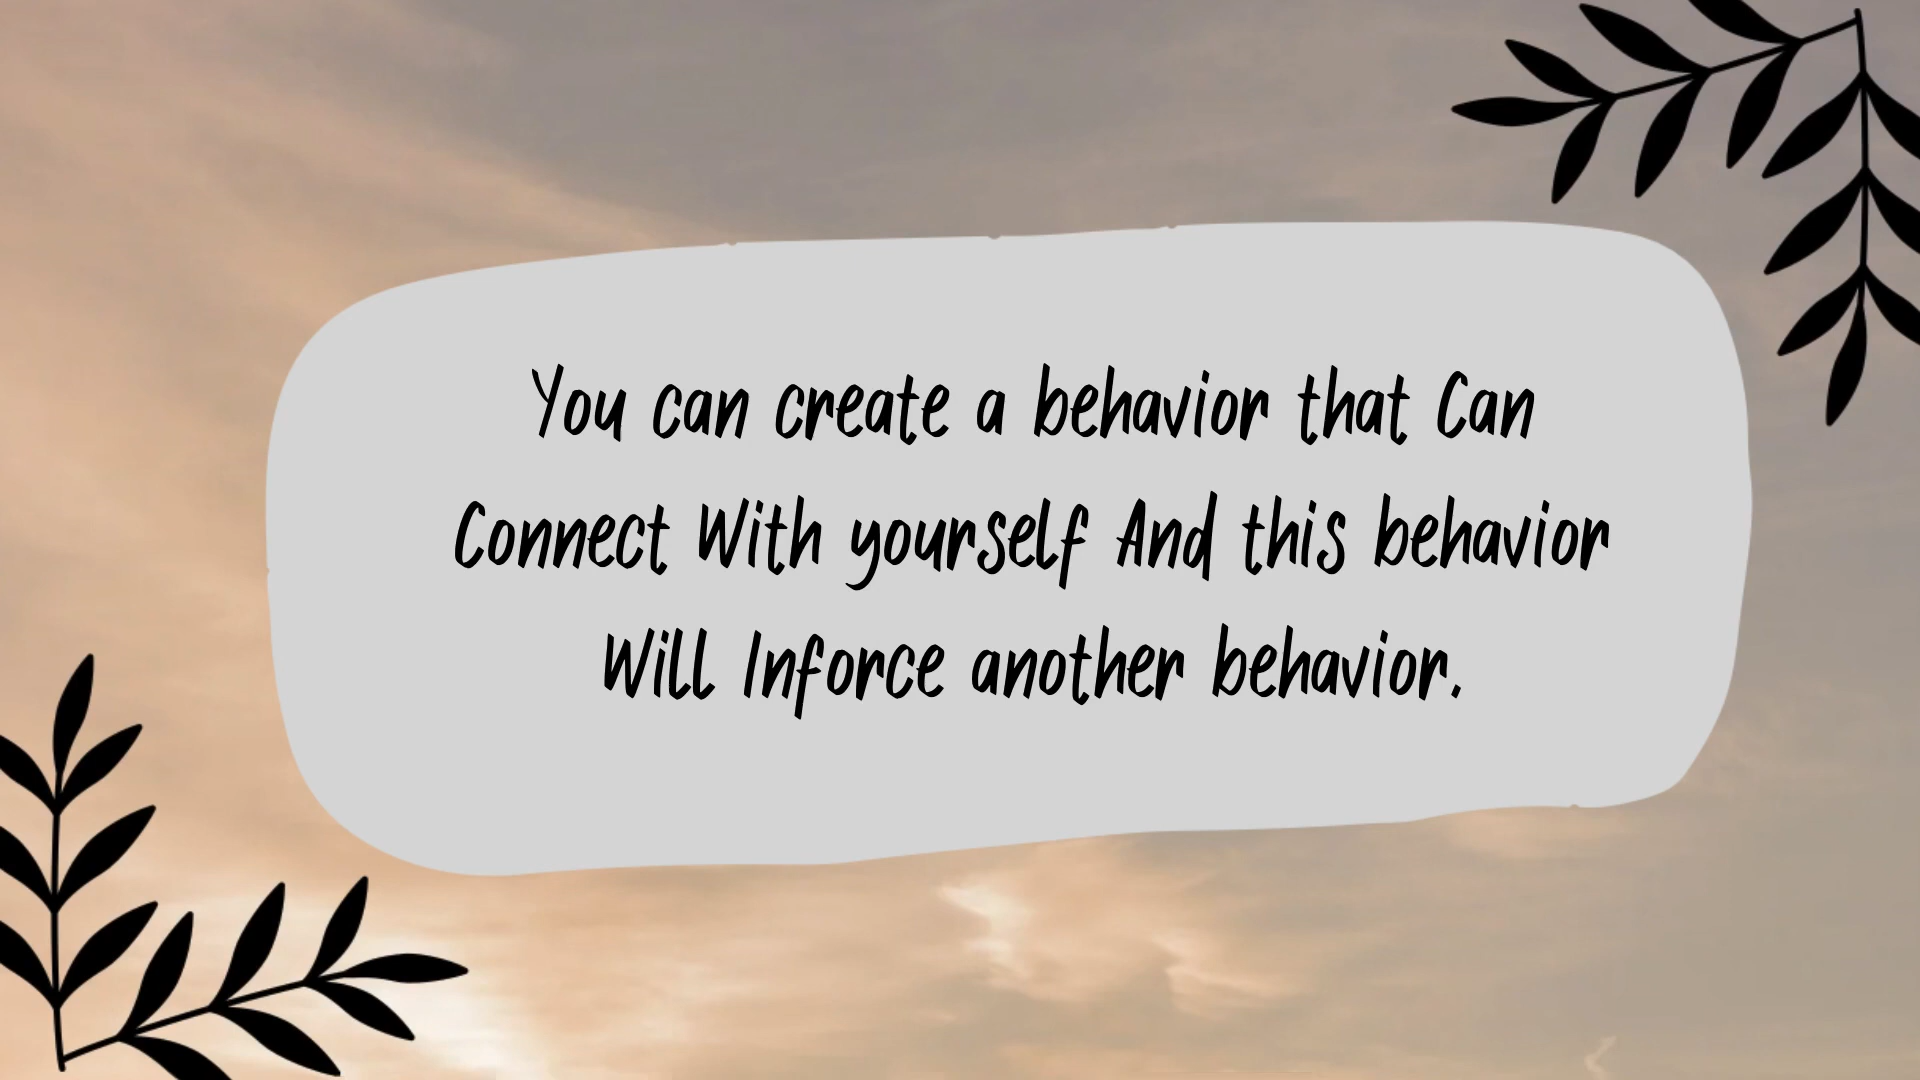 You can create a behavior that Can
Connect With yourself And this behavior
Will Inforce another behavior.